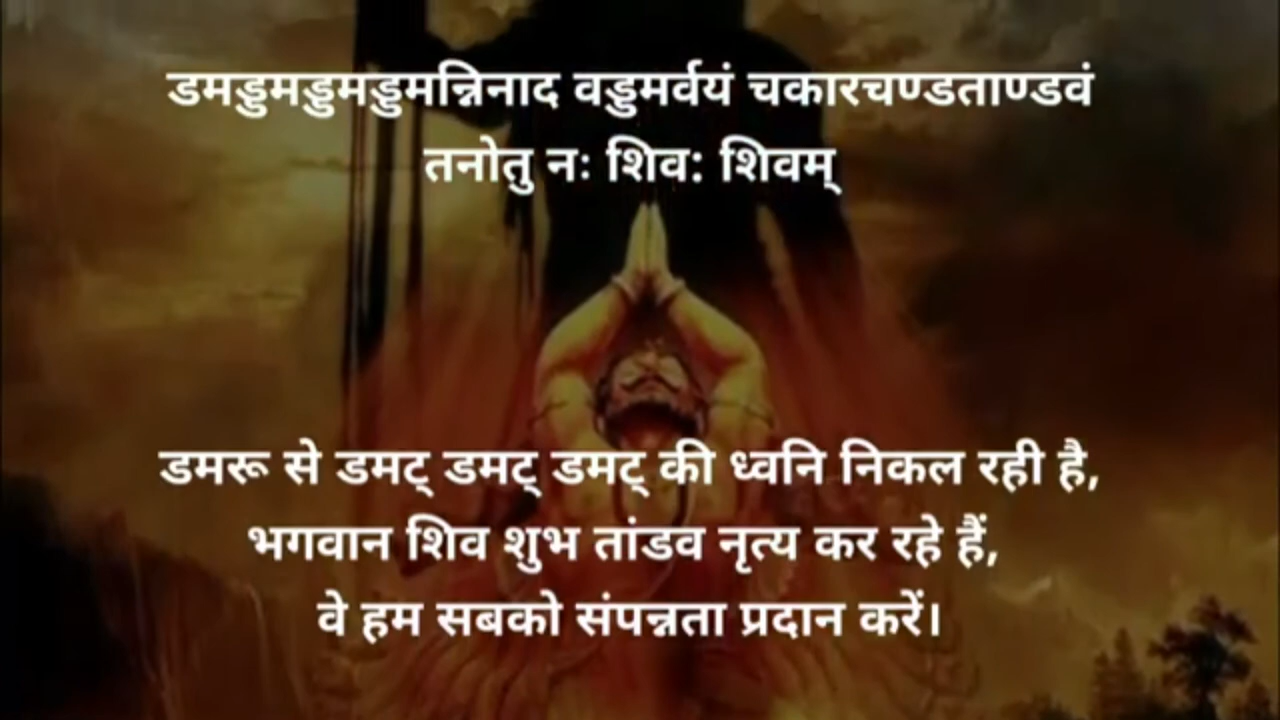 डमड्डमड्डमड्डमन्निनाद वड्डमर्वयं चकारचण्डताण्डवं
तनोतु नः शिव: शिवम्
डमरू से डमट् डमट् डमट् की ध्वनि निकल रही है,
भगवान शिव शुभ तांडव नृत्य कर रहे हैं,
वे हम सबको संपन्नता प्रदान करें।